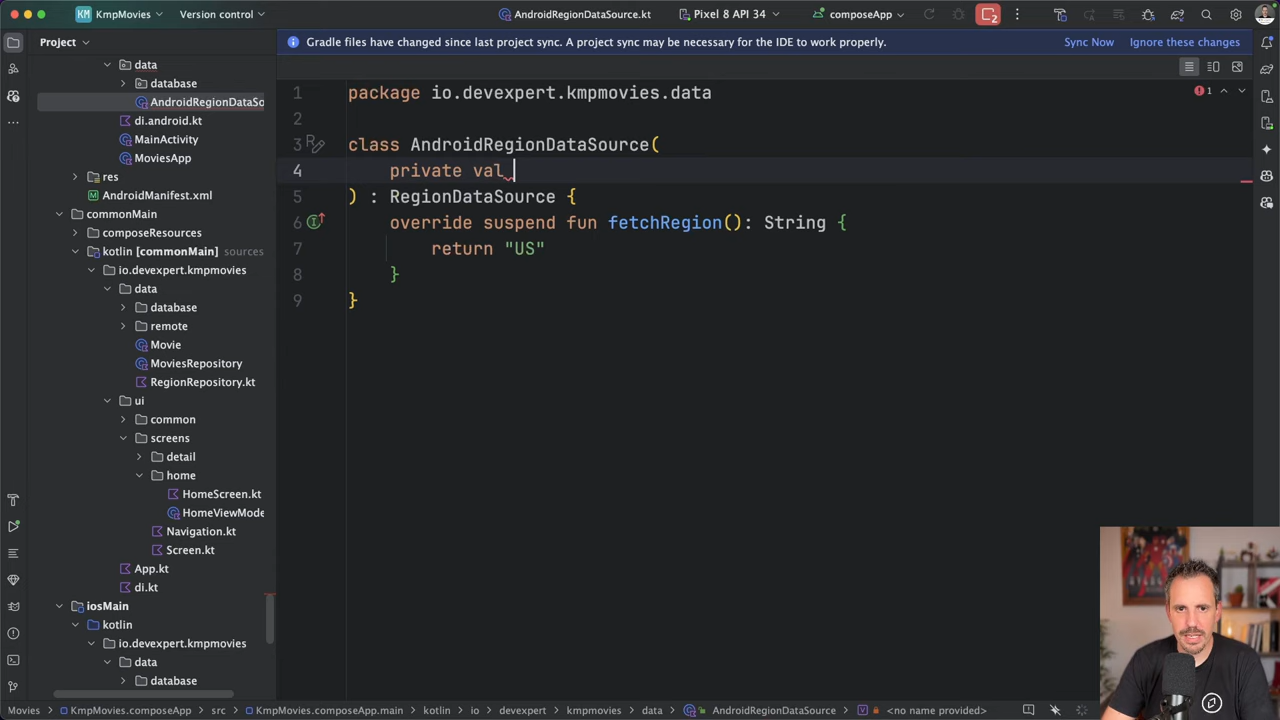 KM KmpMovies Version control AndroidRegionDataSource.kt Pixel 8 API 34 composeApp 2
Project
Gradle files have changed since last project sync. A project sync may be necessary for the IDE to work properly. Sync Now Ignore these changes
data
database
AndroidRegionDataSo
di.android.kt
MainActivity
MoviesApp
res
AndroidManifest.xml
commonMain
composeResources
kotlin [commonMain] sources
io.devexpert.kmpmovies
data
database
remote
Movie
MoviesRepository
RegionRepository.kt
ui
common
screens
detail
home
HomeScreen.kt
HomeViewMode
Navigation.kt
Screen.kt
App.kt
di.kt
iosMain
kotlin
io.devexpert.kmpmovies
data
database
1 package io.devexpert.kmpmovies.data
1
2
3 class AndroidRegionDataSource(
4 private val
5 ) : RegionDataSource {
6 override suspend fun fetchRegion(): String {
7 return "US"
8 }
9 }
Movies KmpMovies.composeApp src KmpMovies.composeApp.main kotlin io devexpert kmpmovies data AndroidRegionDataSource <no name provided>